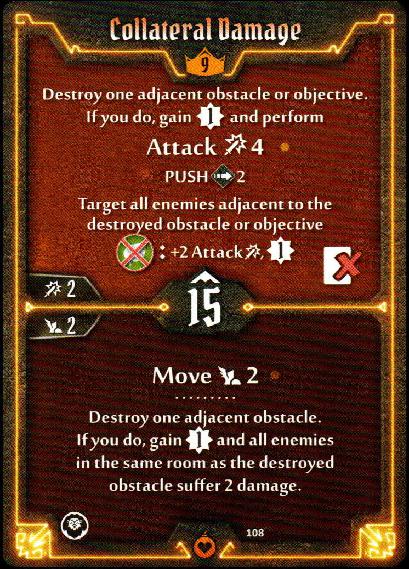 Collateral Damage
9
Destroy one adjacent obstacle or objective.
If you do, gain 1 and perform
Attack 4
PUSH 2
Target all enemies adjacent to the
destroyed obstacle or objective
: +2 Attack, 1
2
15
2
Move 2
Destroy one adjacent obstacle.
If you do, gain 1 and all enemies
in the same room as the destroyed
obstacle suffer 2 damage.
108